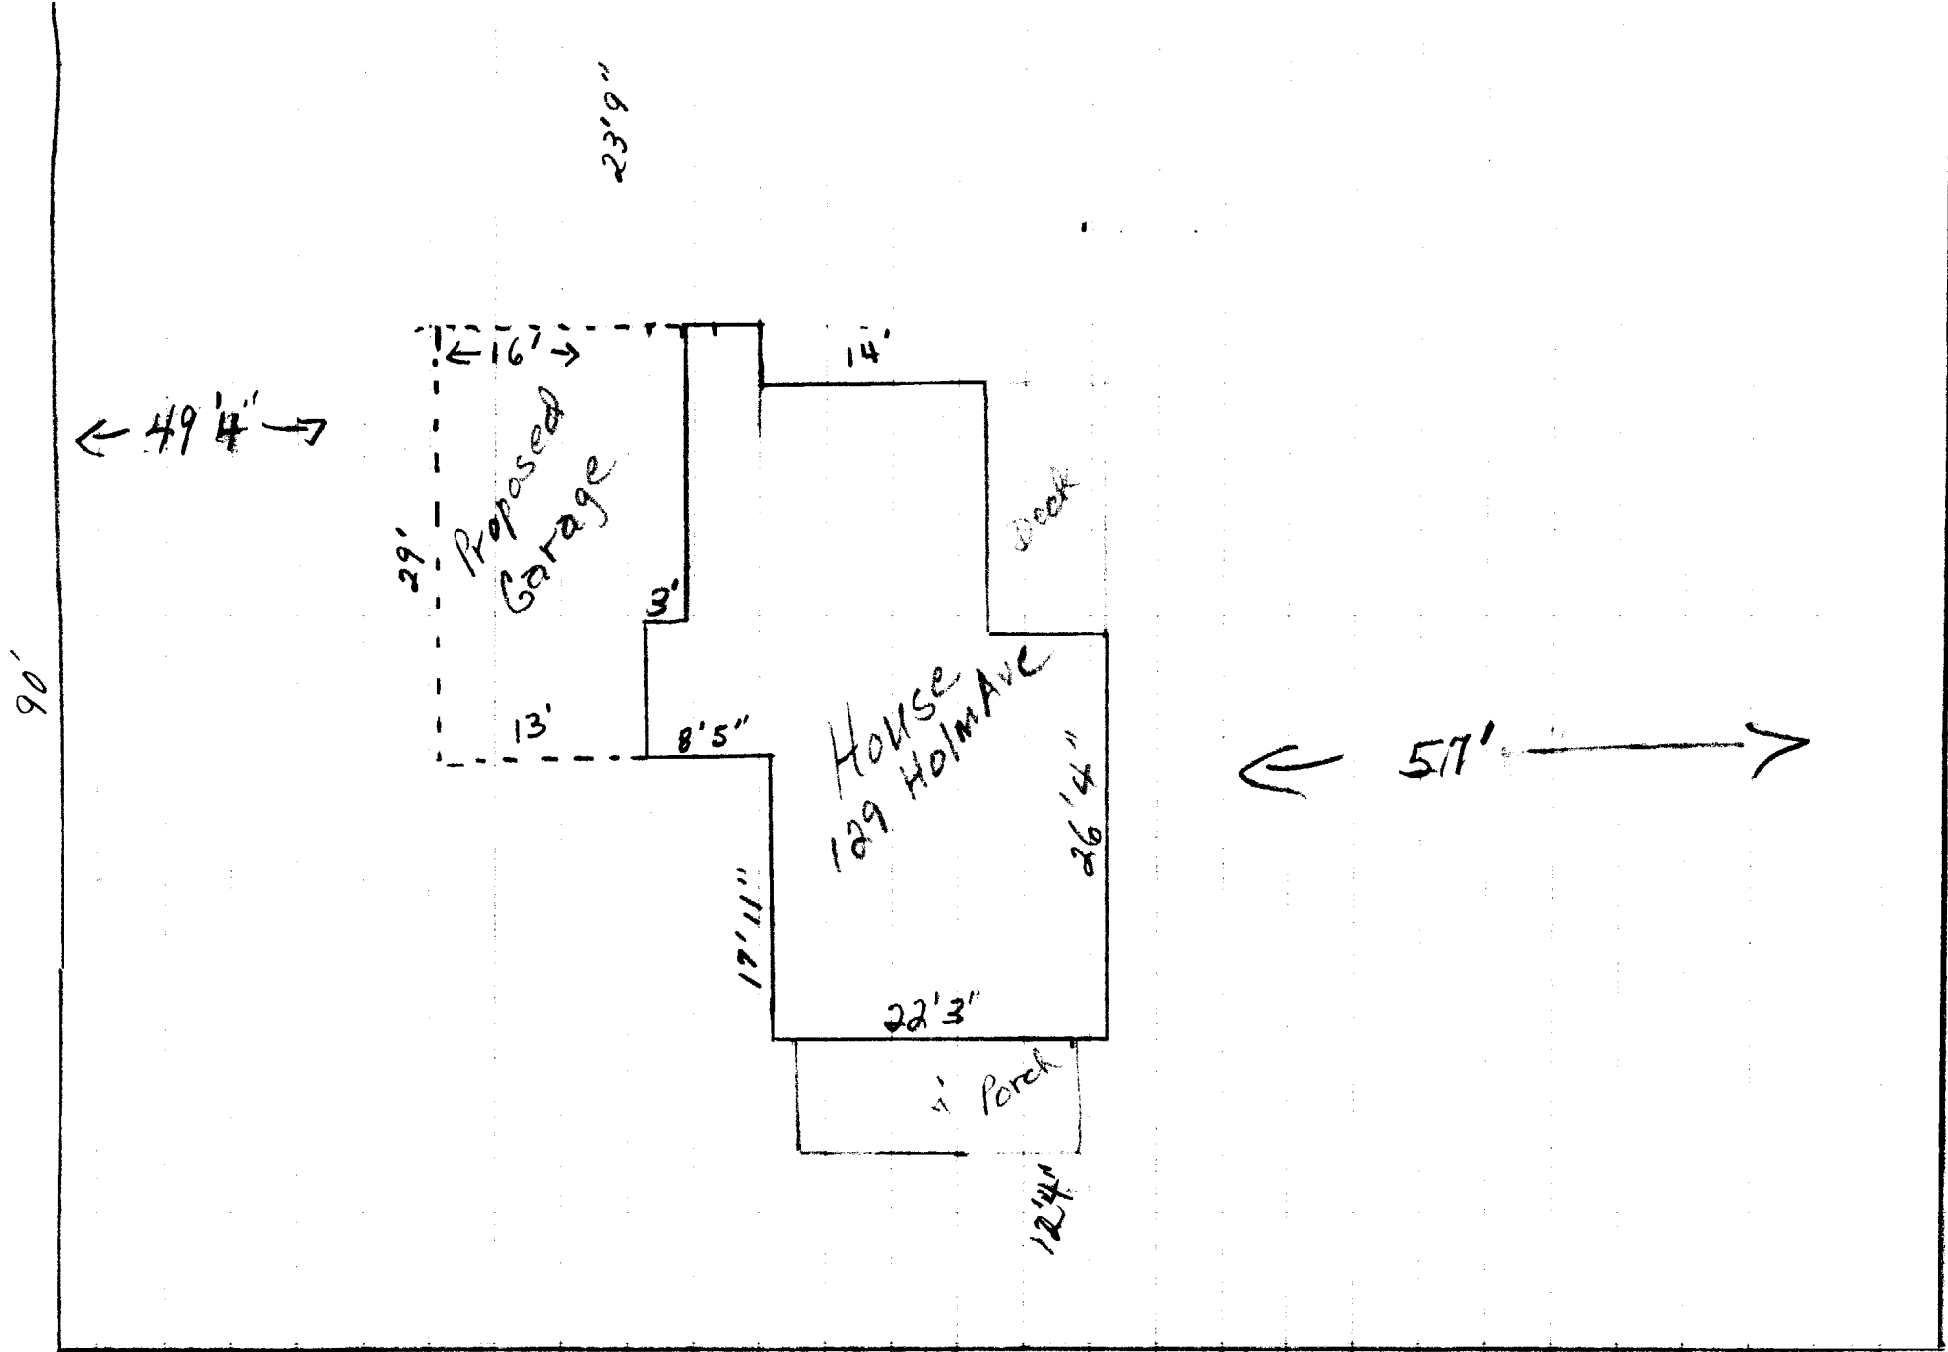 23'9"
14'
←16'→
← 49'4" →
Proposed
Garage
Deck
29'
3'
90'
13'
8'5"
House
129 HolmAve
← 57' →
26'4"
17'11"
22'3"
Porch
12'4"